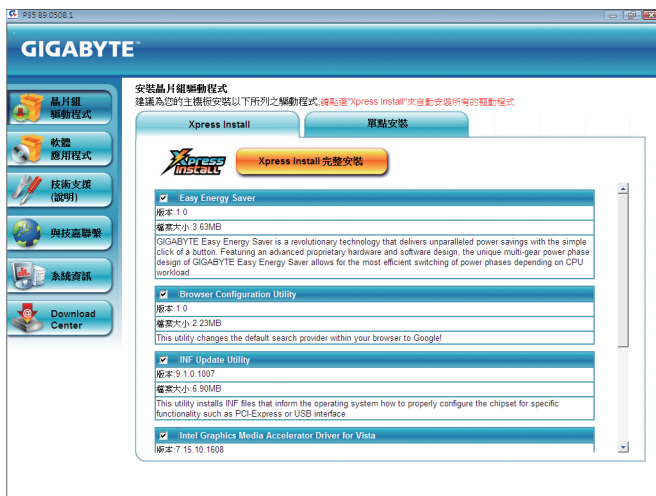 P35 B9.0508.1
GIGABYTE™
晶片組
驅動程式
軟體
應用程式
技術支援
(說明)
與技嘉聯繫
系統資訊
Download
Center
安裝晶片組驅動程式
建議為您的主機板安裝以下所列之驅動程式;請點選"Xpress Install"來自動安裝所有的驅動程式
Xpress Install
單點安裝
Xpress
INSTALL
Xpress Install 完整安裝
Easy Energy Saver
版本:1.0
檔案大小:3.63MB
GIGABYTE Easy Energy Saver is a revolutionary technology that delivers unparalleled power savings with the simple
click of a button. Featuring an advanced proprietary hardware and software design, the unique multi-gear power phase
design of GIGABYTE Easy Energy Saver allows for the most efficient switching of power phases depending on CPU
workload.
Browser Configuration Utility
版本:1.0
檔案大小:2.23MB
This utility changes the default search provider within your browser to Google!
INF Update Utility
版本:9.1.0.1007
檔案大小:6.90MB
This utility installs INF files that inform the operating system how to properly configure the chipset for specific
functionality such as PCI-Express or USB interface.
Intel Graphics Media Accelerator Driver for Vista
版本:7.15.10.1608